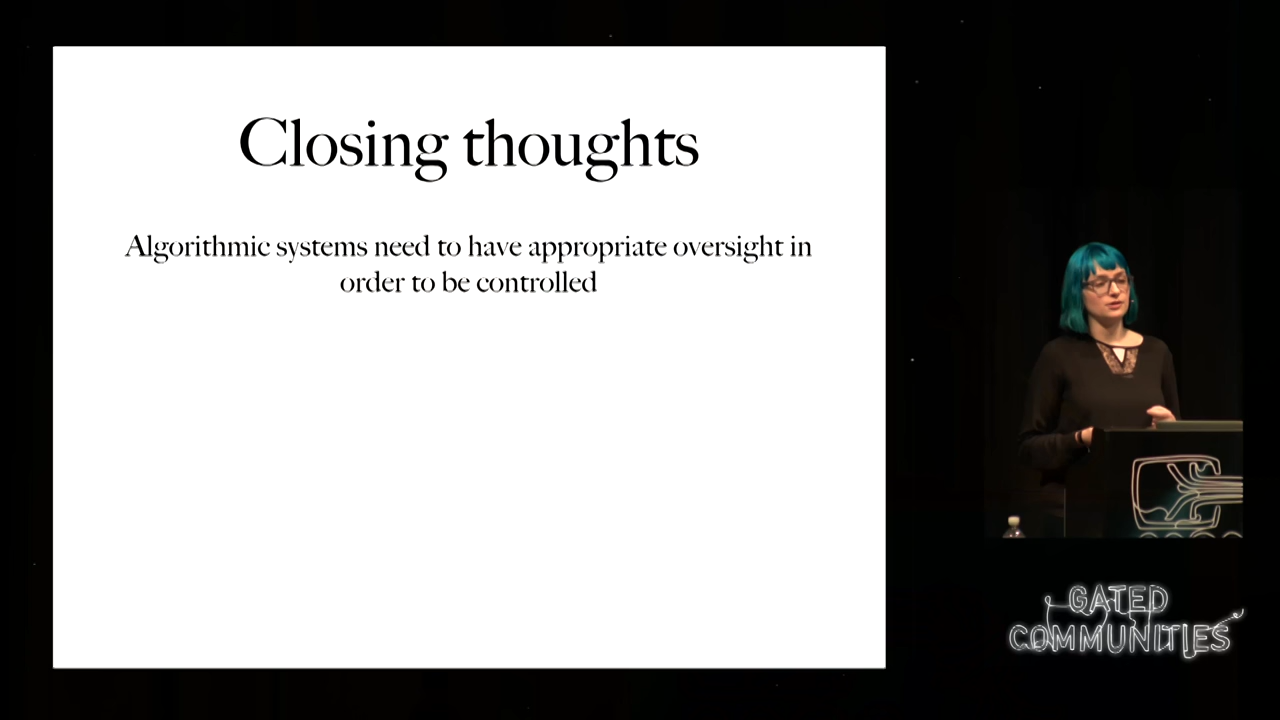 Closing thoughts
Algorithmic systems need to have appropriate oversight in
order to be controlled
GATED
COMMUNITIES